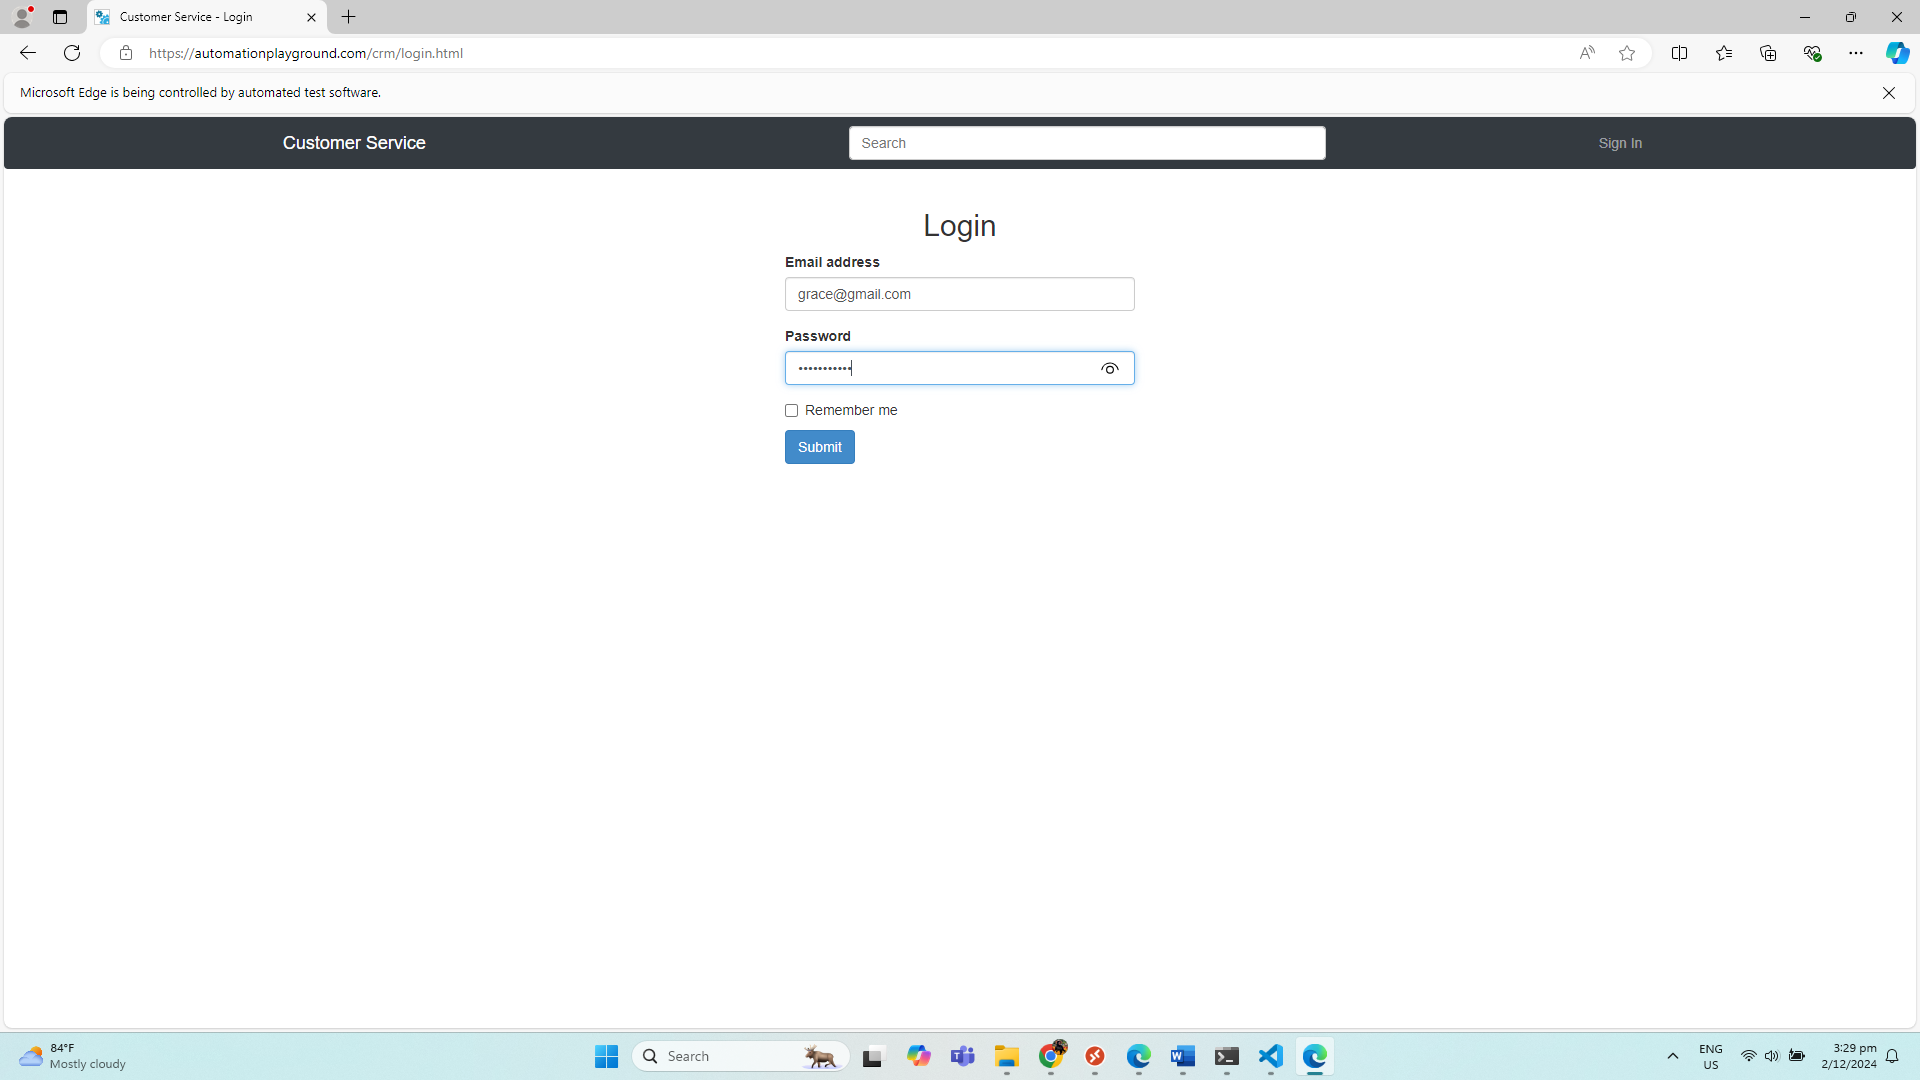 Customer Service - Login
https://automationplayground.com/crm/login.html
Microsoft Edge is being controlled by automated test software.
Customer Service
Search
Sign In
Login
Email address
grace@gmail.com
Password
•••••••••••
Remember me
Submit
84°F
Mostly cloudy
Search
ENG
US
3:29 pm
2/12/2024